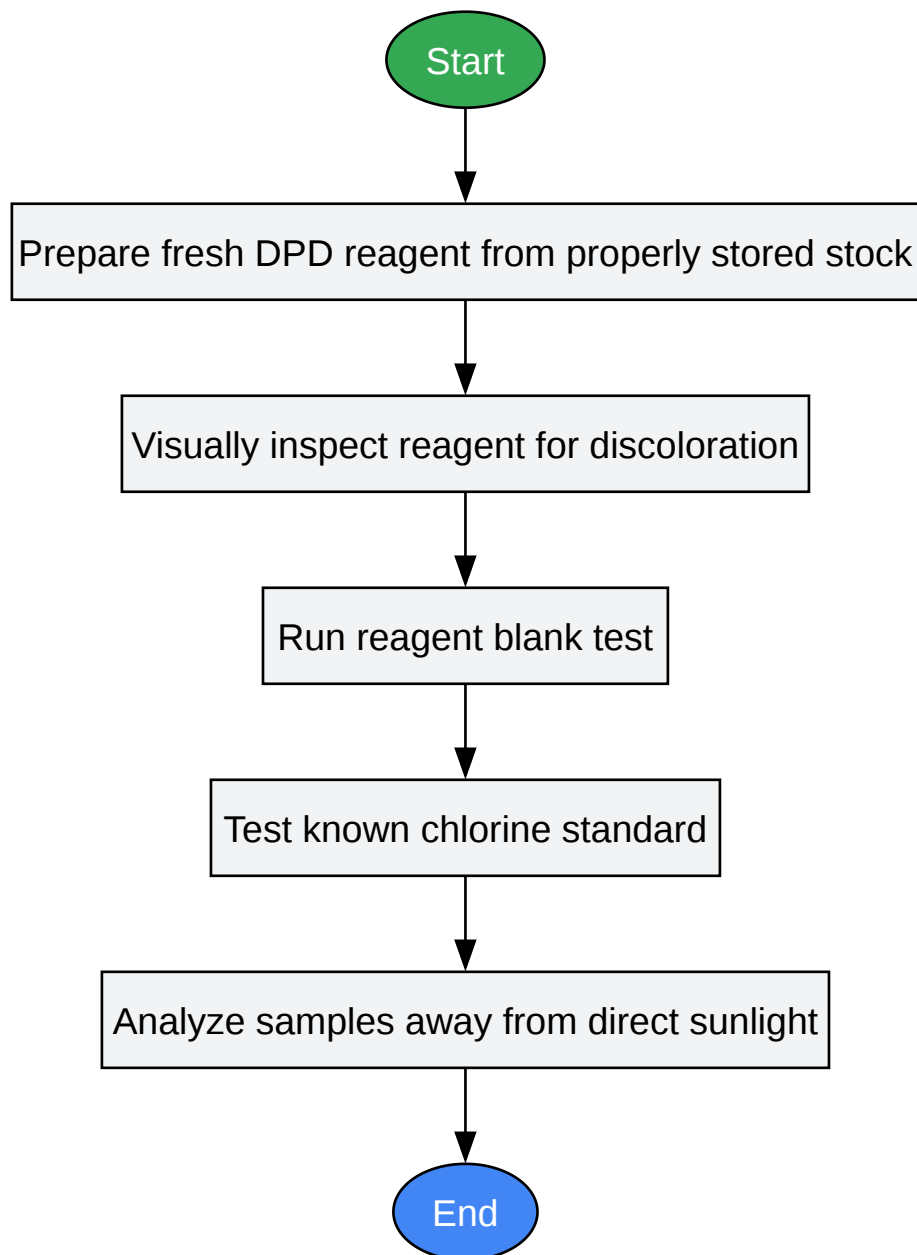 Start
Prepare fresh DPD reagent from properly stored stock
Visually inspect reagent for discoloration
Run reagent blank test
Test known chlorine standard
Analyze samples away from direct sunlight
End